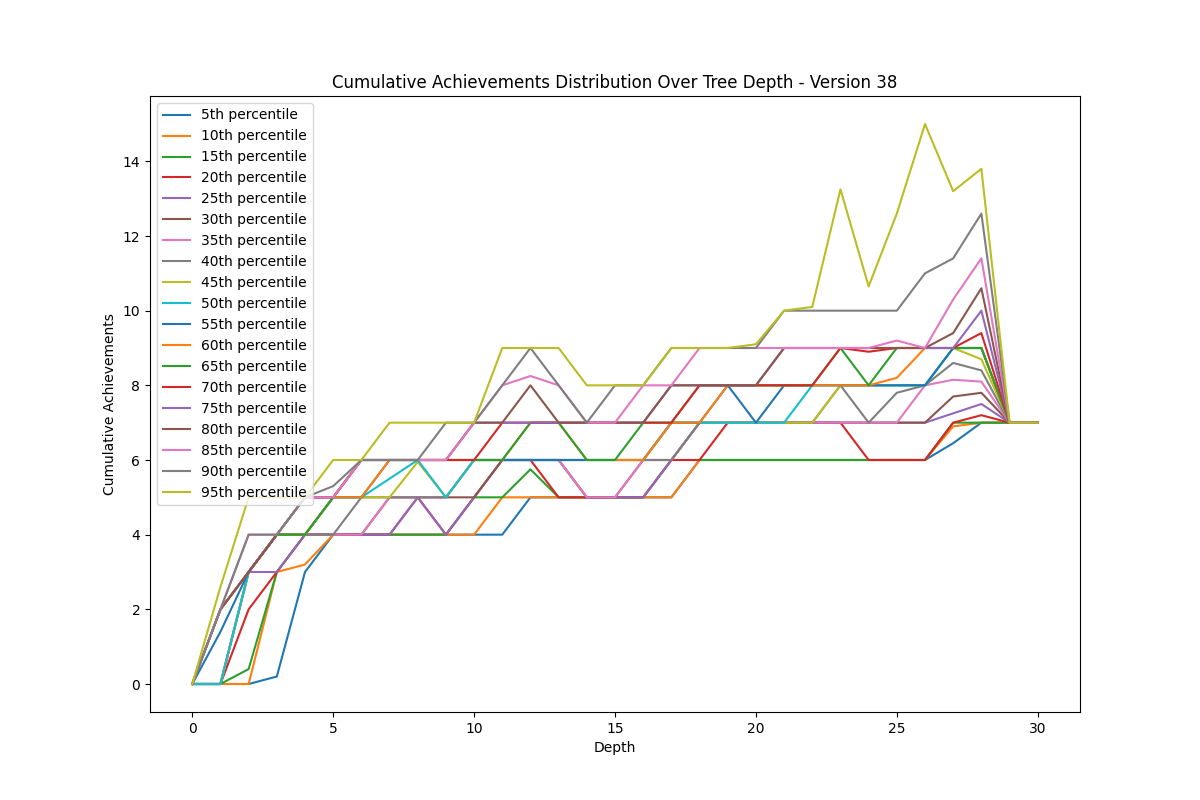 Cumulative Achievements Distribution Over Tree Depth - Version 38
5th percentile
10th percentile
15th percentile
20th percentile
25th percentile
30th percentile
35th percentile
40th percentile
45th percentile
50th percentile
55th percentile
60th percentile
65th percentile
70th percentile
75th percentile
80th percentile
85th percentile
90th percentile
95th percentile
Cumulative Achievements
14
12
10
8
6
4
2
0
0 5 10 15 20 25 30
Depth